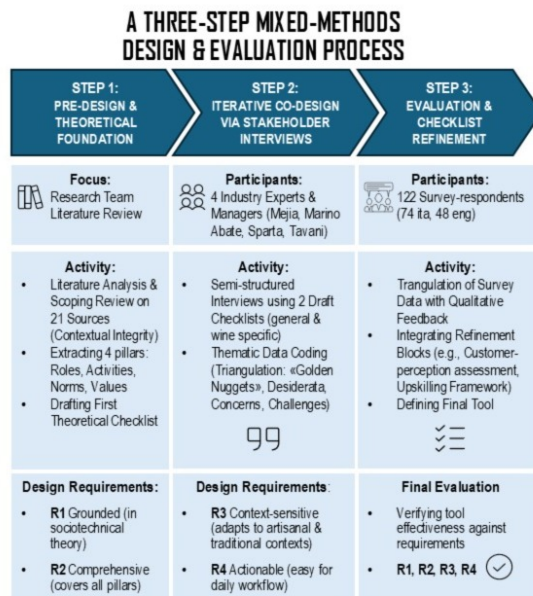 A THREE-STEP MIXED-METHODS
DESIGN & EVALUATION PROCESS
STEP 1:
PRE-DESIGN &
THEORETICAL
FOUNDATION
Focus:
Research Team
Literature Review
Activity:
• Literature Analysis &
Scoping Review on
21 Sources
(Contextual Integrity)
• Extracting 4 pillars:
Roles, Activities,
Norms, Values
• Drafting First
Theoretical Checklist
Design Requirements:
• R1 Grounded (in
sociotechnical
theory)
• R2 Comprehensive
(covers all pillars)
STEP 2:
ITERATIVE CO-DESIGN
VIA STAKEHOLDER
INTERVIEWS
Participants:
4 Industry Experts &
Managers (Mejia, Marino
Abate, Sparta, Tavani)
Activity:
• Semi-structured
Interviews using 2 Draft
Checklists (general &
wine specific)
• Thematic Data Coding
(Triangulation: «Golden
Nuggets», Desiderata,
Concerns, Challenges)
Design Requirements:
• R3 Context-sensitive
(adapts to artisanal &
traditional contexts)
• R4 Actionable (easy for
daily workflow)
STEP 3:
EVALUATION &
CHECKLIST
REFINEMENT
Participants:
122 Survey-respondents
(74 ita, 48 eng)
Activity:
• Trangulation of Survey
Data with Qualitative
Feedback
• Integrating Refinement
Blocks (e.g., Customer-
perception assessment,
Upskilling Framework)
• Defining Final Tool
Final Evaluation
• Verifying tool
effectiveness against
requirements
• R1, R2, R3, R4